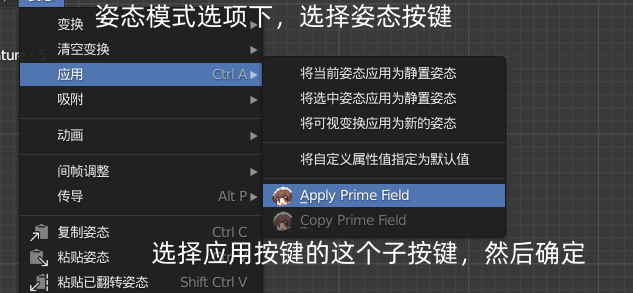 姿态模式选项下，选择姿态按键
变换
清空变换
应用 Ctrl A
吸附
动画
间帧调整
传导 Alt P
复制姿态 Ctrl C
粘贴姿态
粘贴已翻转姿态 Shift Ctrl V
将当前姿态应用为静置姿态
将选中姿态应用为静置姿态
将可视变换应用为新的姿态
将自定义属性值指定为默认值
Apply Prime Field
Copy Prime Field
选择应用按键的这个子按键，然后确定